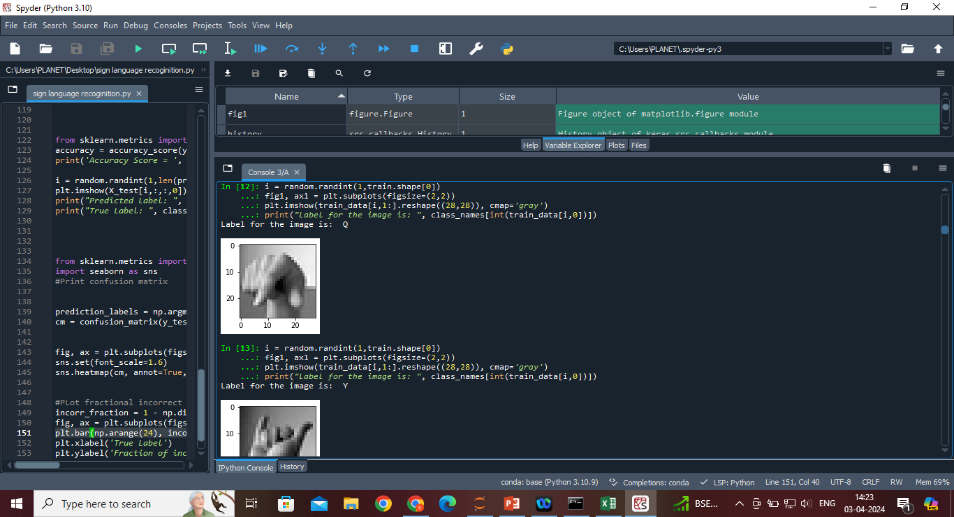 Spyder (Python 3.10)
File Edit Search Source Run Debug Consoles Projects Tools View Help
C:\Users\PLANET\.spyder-py3
C:\Users\PLANET\Desktop\sign language recoginition.py
sign language recoginition.py
119
120
121
122 from sklearn.metrics import
123 accuracy = accuracy_score(y
124 print('Accuracy Score = ',
125
126 i = random.randint(1,len(pr
127 plt.imshow(X_test[i,:,:,0])
128 print("Predicted Label: ",
129 print("True Label: ", class
130
131
132
133
134 from sklearn.metrics import
135 import seaborn as sns
136 #Print confusion matrix
137
138
139 prediction_labels = np.argm
140 cm = confusion_matrix(y_tes
141
142
143 fig, ax = plt.subplots(figs
144 sns.set(font_scale=1.6)
145 sns.heatmap(cm, annot=True,
146
147
148 #PLot fractional incorrect
149 incorr_fraction = 1 - np.di
150 fig, ax = plt.subplots(figs
151 plt.bar(np.arange(24), inco
152 plt.xlabel('True Label')
153 plt.ylabel('Fraction of inc
Name Type Size Value
fig1 figure.Figure 1 Figure object of matplotlib.figure module
history src.callbacks.History 1 History object of keras.src.callbacks module
Help Variable Explorer Plots Files
Console 3/A
In [12]: i = random.randint(1,train.shape[0])
...: fig1, ax1 = plt.subplots(figsize=(2,2))
...: plt.imshow(train_data[i,1:].reshape((28,28)), cmap='gray')
...: print("Label for the image is: ", class_names[int(train_data[i,0])])
Label for the image is: Q
0
10
20
0 10 20
In [13]: i = random.randint(1,train.shape[0])
...: fig1, ax1 = plt.subplots(figsize=(2,2))
...: plt.imshow(train_data[i,1:].reshape((28,28)), cmap='gray')
...: print("Label for the image is: ", class_names[int(train_data[i,0])])
Label for the image is: Y
0
10
IPython Console History
conda: base (Python 3.10.9) Completions: conda LSP: Python Line 151, Col 40 UTF-8 CRLF RW Mem 69%
Type here to search
BSE...
ENG
14:23
03-04-2024